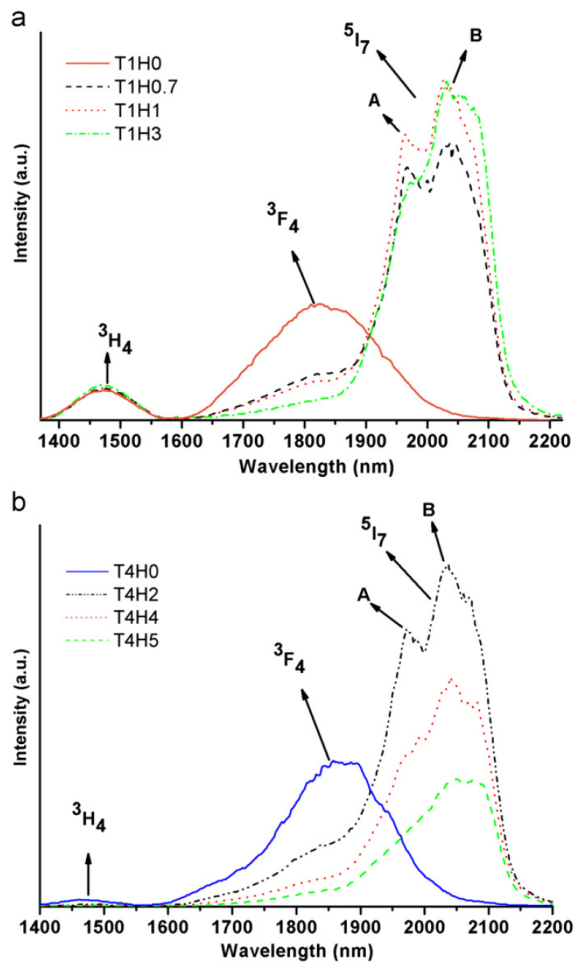 a
T1H0
T1H0.7
T1H1
T1H3
⁵I₇
B
A
³F₄
³H₄
Intensity (a.u.)
1400 1500 1600 1700 1800 1900 2000 2100 2200
Wavelength (nm)
b
T4H0
T4H2
T4H4
T4H5
B
⁵I₇
A
³F₄
³H₄
Intensity (a.u.)
1400 1500 1600 1700 1800 1900 2000 2100 2200
Wavelength (nm)